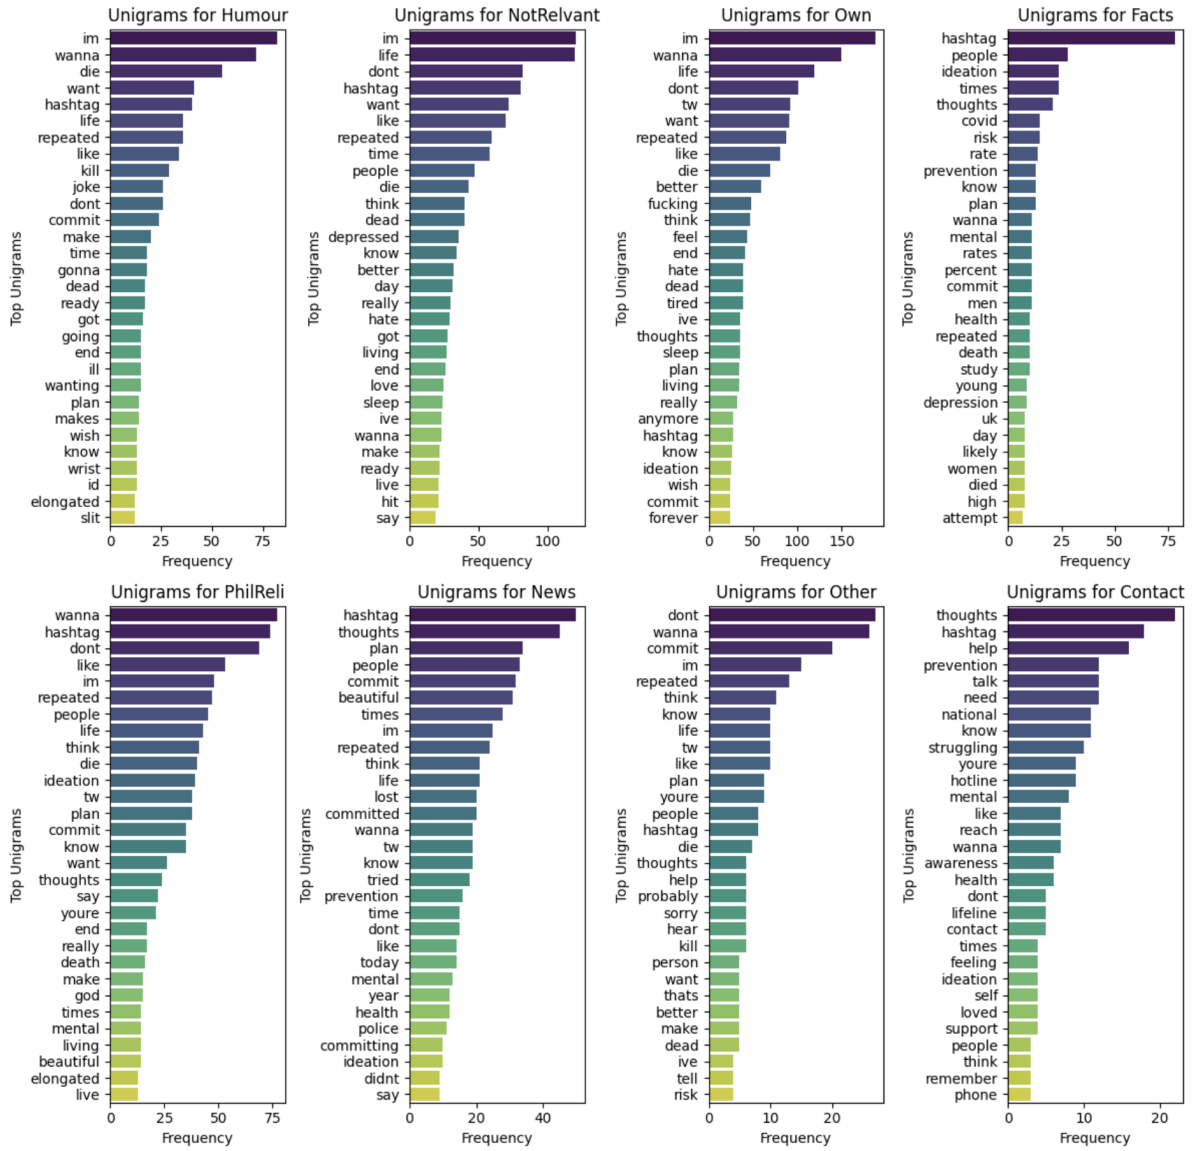 Unigrams for Humour
Top Unigrams
im
wanna
die
want
hashtag
life
repeated
like
kill
joke
dont
commit
make
time
gonna
dead
ready
got
going
end
ill
wanting
plan
makes
wish
know
wrist
id
elongated
slit
0 25 50 75
Frequency
Unigrams for NotRelvant
Top Unigrams
im
life
dont
hashtag
want
like
repeated
time
people
die
think
dead
depressed
know
better
day
really
hate
got
living
end
love
sleep
ive
wanna
make
ready
live
hit
say
0 50 100
Frequency
Unigrams for Own
Top Unigrams
im
wanna
life
dont
tw
want
repeated
like
die
better
fucking
think
feel
end
hate
dead
tired
ive
thoughts
sleep
plan
living
really
anymore
hashtag
know
ideation
wish
commit
forever
0 50 100 150
Frequency
Unigrams for Facts
Top Unigrams
hashtag
people
ideation
times
thoughts
covid
risk
rate
prevention
know
plan
wanna
mental
rates
percent
commit
men
health
repeated
death
study
young
depression
uk
day
likely
women
died
high
attempt
0 25 50 75
Frequency
Unigrams for PhilReli
Top Unigrams
wanna
hashtag
dont
like
im
repeated
people
life
think
die
ideation
tw
plan
commit
know
want
thoughts
say
youre
end
really
death
make
god
times
mental
living
beautiful
elongated
live
0 25 50 75
Frequency
Unigrams for News
Top Unigrams
hashtag
thoughts
plan
people
commit
beautiful
times
im
repeated
think
life
lost
committed
wanna
tw
know
tried
prevention
time
dont
like
today
mental
year
health
police
committing
ideation
didnt
say
0 20 40
Frequency
Unigrams for Other
Top Unigrams
dont
wanna
commit
im
repeated
think
know
life
tw
like
plan
youre
people
hashtag
die
thoughts
help
probably
sorry
hear
kill
person
want
thats
better
make
dead
ive
tell
risk
0 10 20
Frequency
Unigrams for Contact
Top Unigrams
thoughts
hashtag
help
prevention
talk
need
national
know
struggling
youre
hotline
mental
like
reach
wanna
awareness
health
dont
lifeline
contact
times
feeling
ideation
self
loved
support
people
think
remember
phone
0 10 20
Frequency